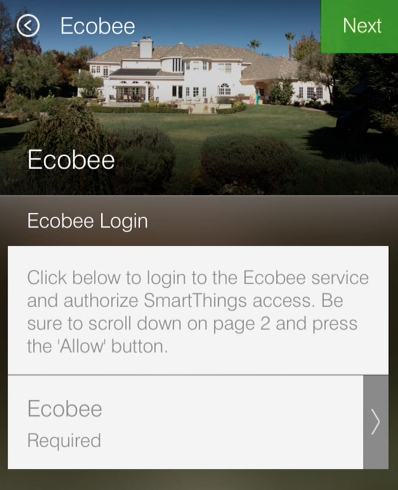 Ecobee
Next
Ecobee
Ecobee Login
Click below to login to the Ecobee service
and authorize SmartThings access. Be
sure to scroll down on page 2 and press
the 'Allow' button.
Ecobee
Required